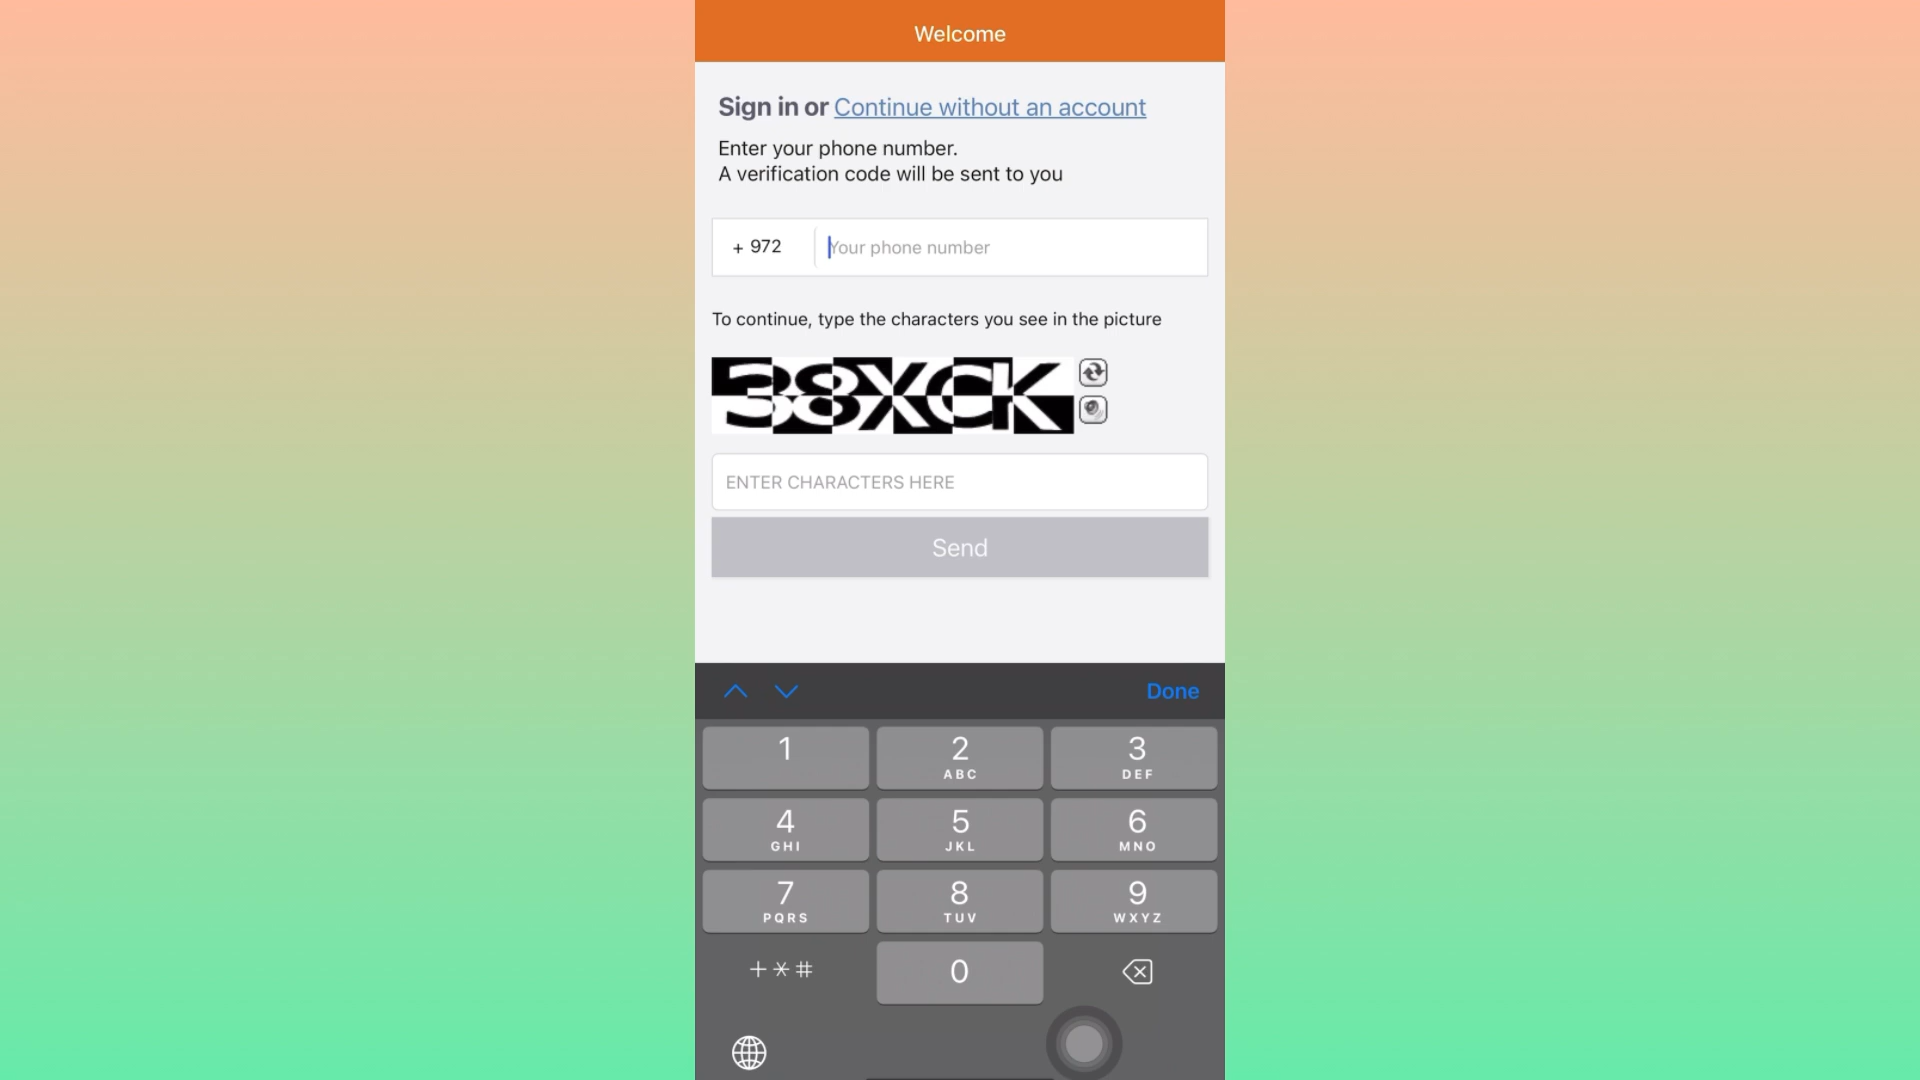 Welcome
Sign in or Continue without an account
Enter your phone number.
A verification code will be sent to you
+ 972 Your phone number
To continue, type the characters you see in the picture
38XCK
ENTER CHARACTERS HERE
Send
Done
1 2 3
ABC DEF
4 5 6
GHI JKL MNO
7 8 9
PQRS TUV WXYZ
+*# 0